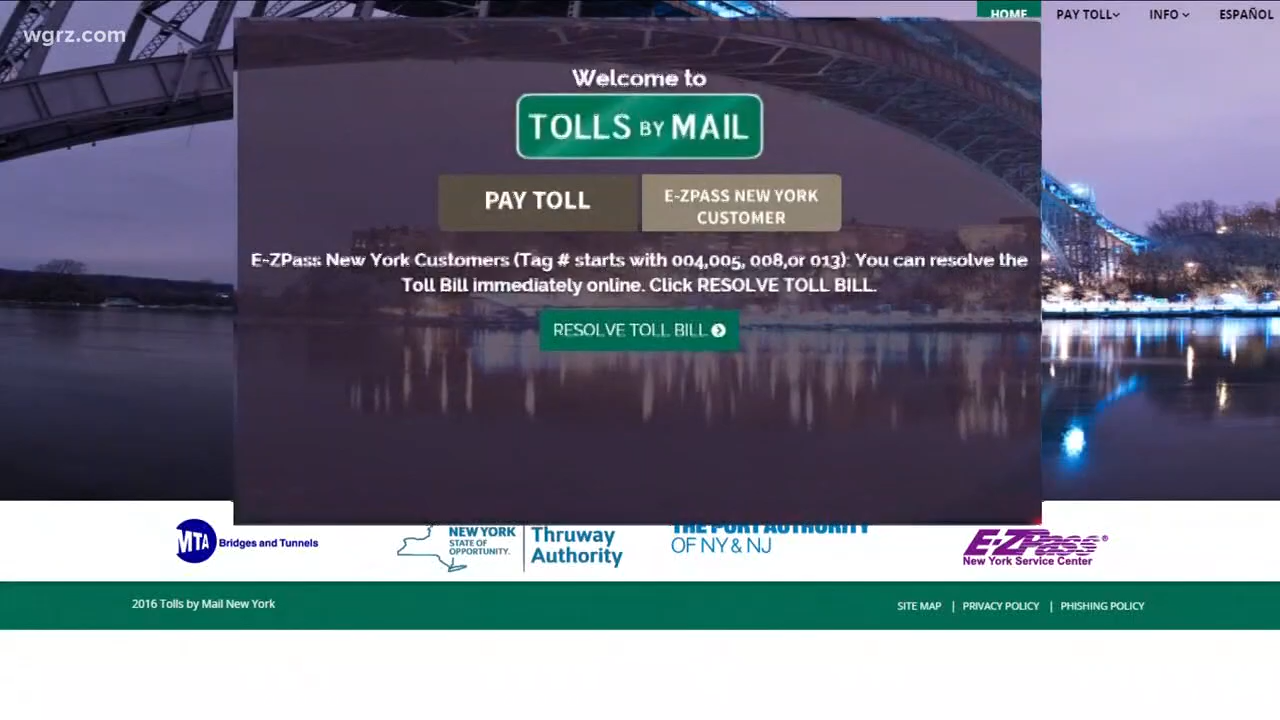 wgrz.com
HOME PAY TOLL INFO ESPAÑOL
Welcome to
TOLLS BY MAIL
PAY TOLL
E-ZPASS NEW YORK
CUSTOMER
E-ZPass New York Customers (Tag # starts with 004,005, 008,or 013): You can resolve the
Toll Bill immediately online. Click RESOLVE TOLL BILL.
RESOLVE TOLL BILL
MTA Bridges and Tunnels
NEW YORK
STATE OF
OPPORTUNITY.
Thruway
Authority
THE PORT AUTHORITY
OF NY & NJ
E-ZPass®
New York Service Center
2016 Tolls by Mail New York
SITE MAP | PRIVACY POLICY | PHISHING POLICY